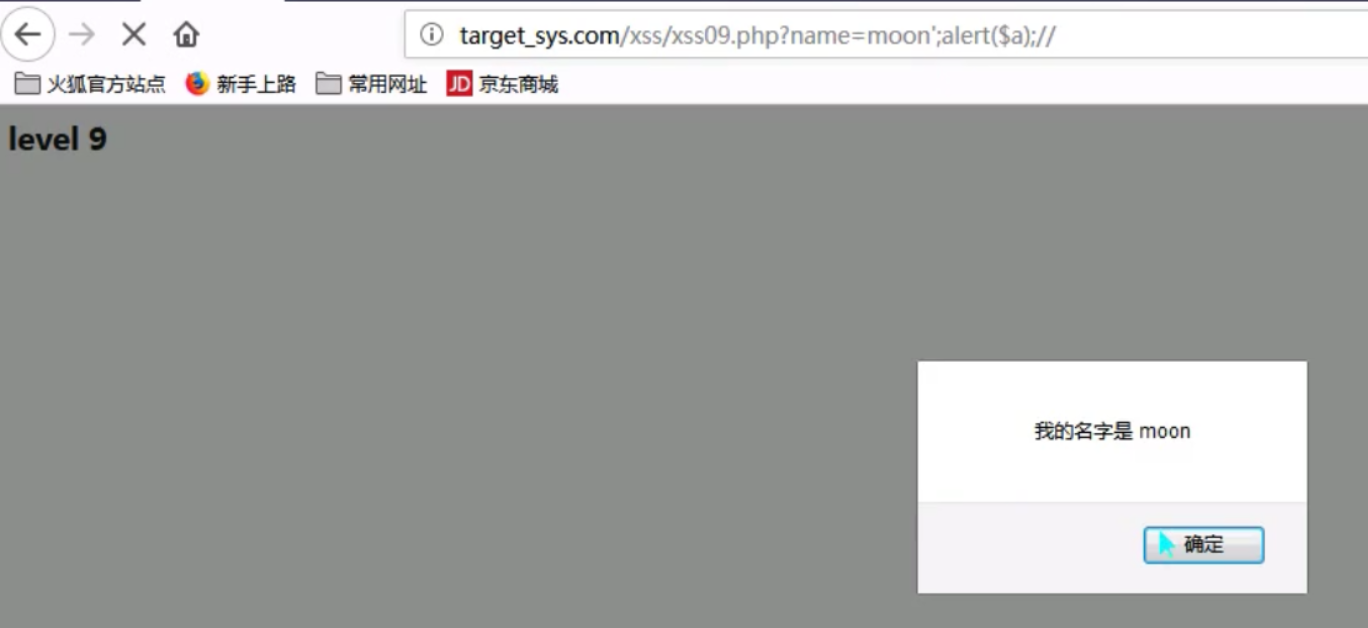 target_sys.com/xss/xss09.php?name=moon';alert($a);//
火狐官方站点 新手上路 常用网址 JD 京东商城
level 9
我的名字是 moon
确定